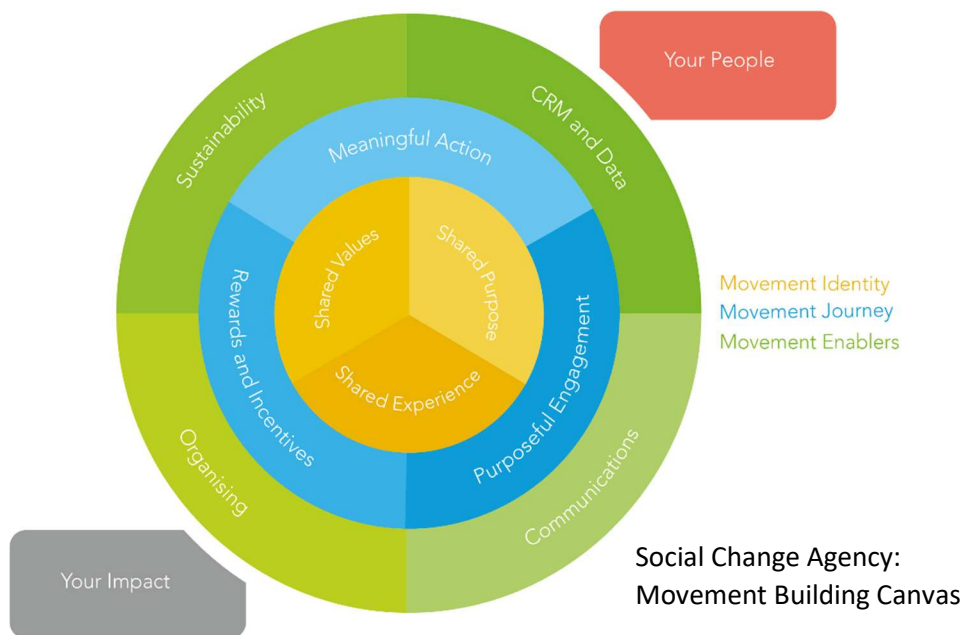 Your People
Sustainability
CRM and Data
Meaningful Action
Shared Values
Shared Purpose
Shared Experience
Rewards and Incentives
Purposeful Engagement
Movement Identity
Movement Journey
Movement Enablers
Organising
Communications
Your Impact
Social Change Agency:
Movement Building Canvas